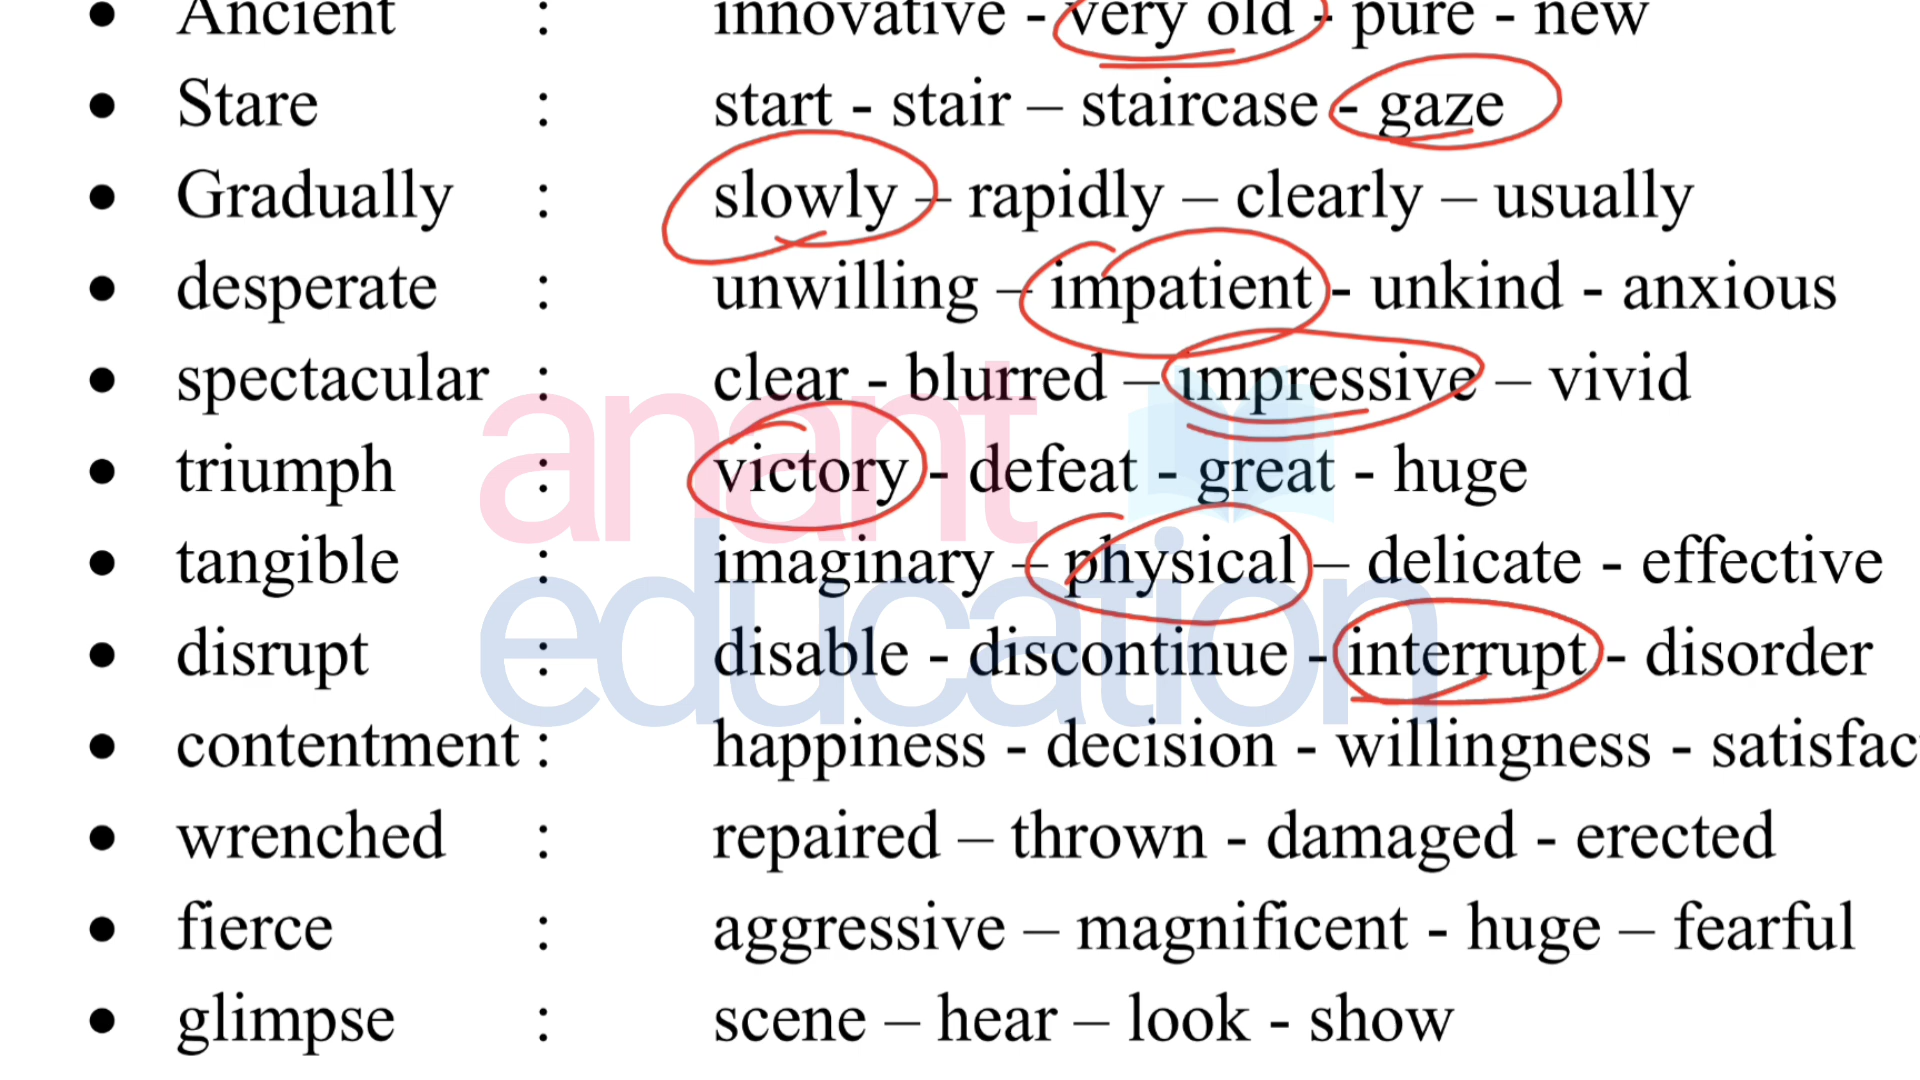 • Ancient : innovative - very old - pure - new
• Stare : start - stair – staircase - gaze
• Gradually : slowly – rapidly – clearly – usually
• desperate : unwilling – impatient - unkind - anxious
• spectacular : clear - blurred – impressive – vivid
• triumph : victory - defeat - great - huge
• tangible : imaginary – physical – delicate - effective
• disrupt : disable - discontinue - interrupt - disorder
• contentment : happiness - decision - willingness - satisfac
• wrenched : repaired – thrown - damaged - erected
• fierce : aggressive – magnificent - huge – fearful
• glimpse : scene – hear – look - show
anant
education